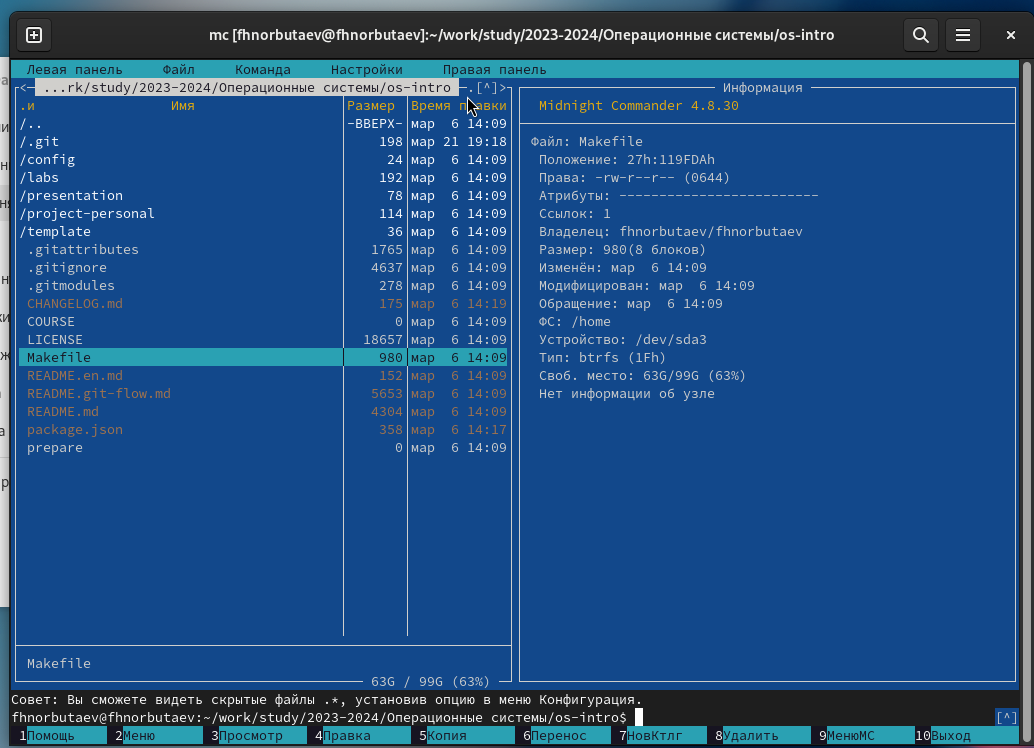 mc [fhnorbutaev@fhnorbutaev]:~/work/study/2023-2024/Операционные системы/os-intro
Левая панель Файл Команда Настройки Правая панель
<─ ...rk/study/2023-2024/Операционные системы/os-intro ─.[^]>
.и Имя Размер Время правки
/.. -ВВЕРХ- мар 6 14:09
/.git 198 мар 21 19:18
/config 24 мар 6 14:09
/labs 192 мар 6 14:09
/presentation 78 мар 6 14:09
/project-personal 114 мар 6 14:09
/template 36 мар 6 14:09
.gitattributes 1765 мар 6 14:09
.gitignore 4637 мар 6 14:09
.gitmodules 278 мар 6 14:09
CHANGELOG.md 175 мар 6 14:19
COURSE 0 мар 6 14:09
LICENSE 18657 мар 6 14:09
Makefile 980 мар 6 14:09
README.en.md 152 мар 6 14:09
README.git-flow.md 5653 мар 6 14:09
README.md 4304 мар 6 14:09
package.json 358 мар 6 14:17
prepare 0 мар 6 14:09
Makefile
63G / 99G (63%)
Информация
Midnight Commander 4.8.30
Файл: Makefile
Положение: 27h:119FDAh
Права: -rw-r--r-- (0644)
Атрибуты: -------------------------
Ссылок: 1
Владелец: fhnorbutaev/fhnorbutaev
Размер: 980(8 блоков)
Изменён: мар 6 14:09
Модифицирован: мар 6 14:09
Обращение: мар 6 14:09
ФС: /home
Устройство: /dev/sda3
Тип: btrfs (1Fh)
Своб. место: 63G/99G (63%)
Нет информации об узле
Совет: Вы сможете видеть скрытые файлы .*, установив опцию в меню Конфигурация.
fhnorbutaev@fhnorbutaev:~/work/study/2023-2024/Операционные системы/os-intro$ [^]
1Помощь 2Меню 3Просмотр 4Правка 5Копия 6Перенос 7НовКтлг 8Удалить 9МенюМС 10Выход